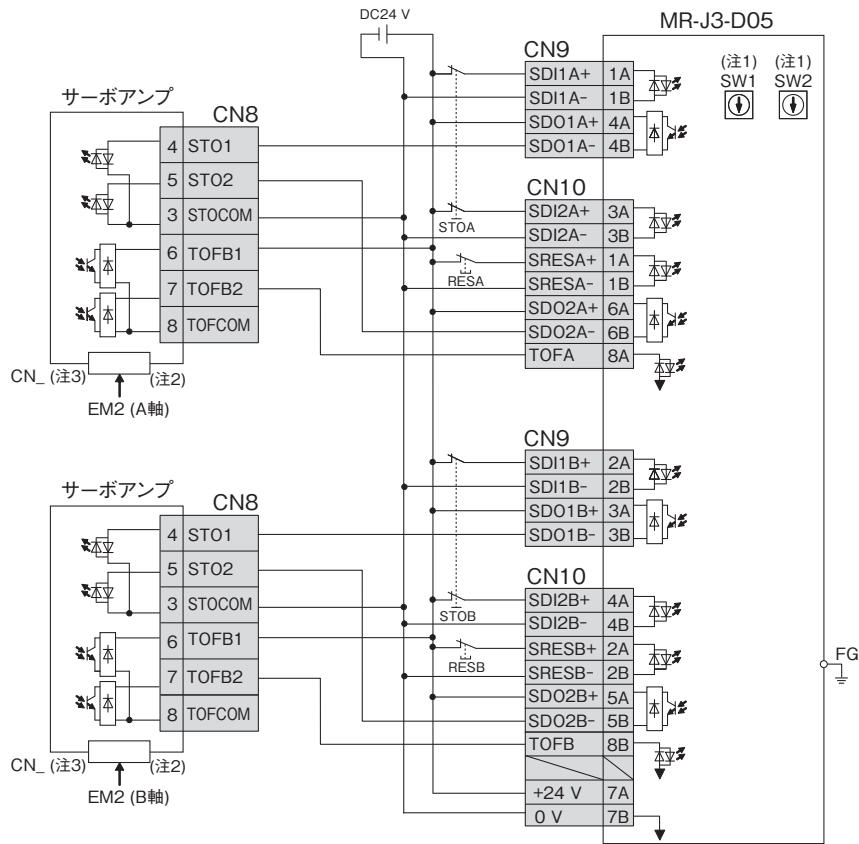 DC24 V
MR-J3-D05
(注1) (注1)
SW1 SW2
CN9
SDI1A+ 1A
SDI1A- 1B
SDO1A+ 4A
SDO1A- 4B
サーボアンプ
CN8
4 STO1
5 STO2
3 STOCOM
6 TOFB1
7 TOFB2
8 TOFCOM
CN_ (注3) (注2)
EM2 (A軸)
STOA
RESA
CN10
SDI2A+ 3A
SDI2A- 3B
SRESA+ 1A
SRESA- 1B
SDO2A+ 6A
SDO2A- 6B
TOFA 8A
CN9
SDI1B+ 2A
SDI1B- 2B
SDO1B+ 3A
SDO1B- 3B
サーボアンプ
CN8
4 STO1
5 STO2
3 STOCOM
6 TOFB1
7 TOFB2
8 TOFCOM
CN_ (注3) (注2)
EM2 (B軸)
STOB
RESB
CN10
SDI2B+ 4A
SDI2B- 4B
SRESB+ 2A
SRESB- 2B
SDO2B+ 5A
SDO2B- 5B
TOFB 8B
+24 V 7A
0 V 7B
FG